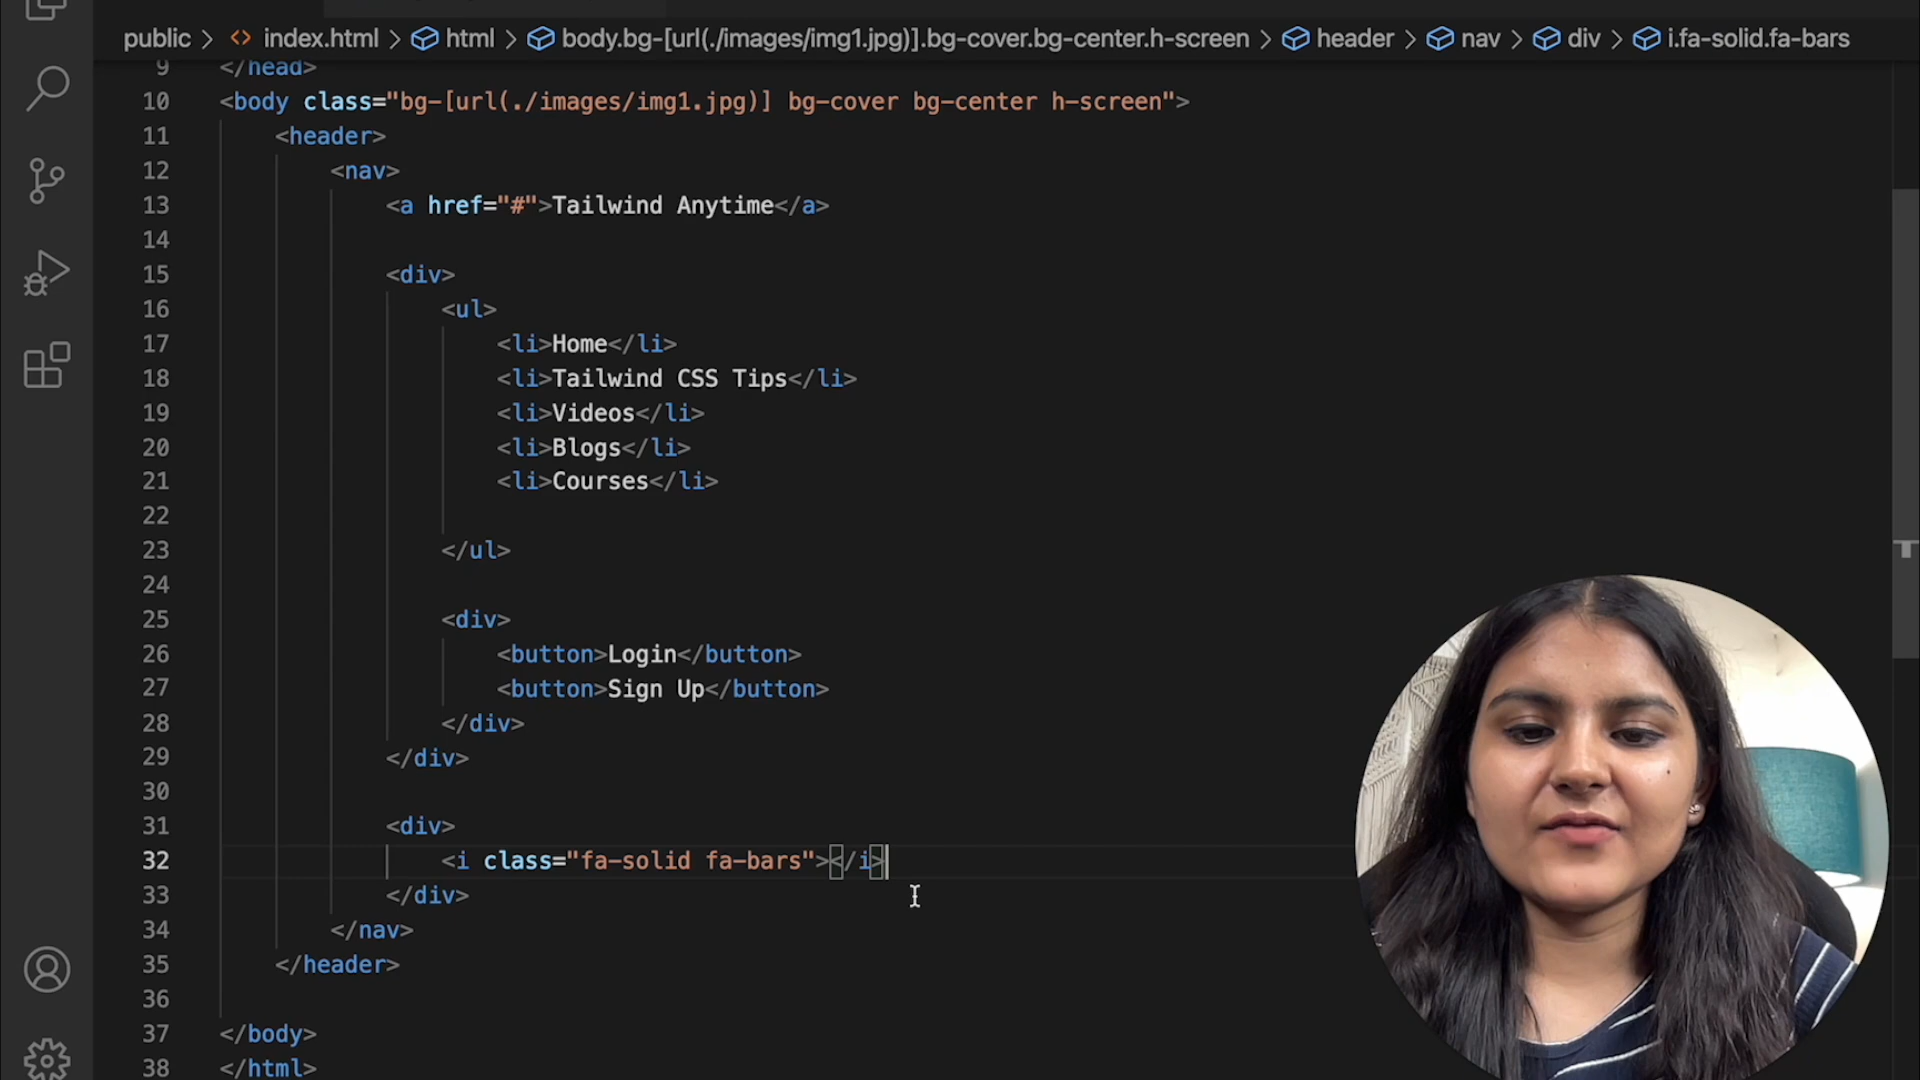 public > <> index.html > html > body.bg-[url(./images/img1.jpg)].bg-cover.bg-center.h-screen > header > nav > div > i.fa-solid.fa-bars
9 </head>
10 <body class="bg-[url(./images/img1.jpg)] bg-cover bg-center h-screen">
11 <header>
12 <nav>
13 <a href="#">Tailwind Anytime</a>
14
15 <div>
16 <ul>
17 <li>Home</li>
18 <li>Tailwind CSS Tips</li>
19 <li>Videos</li>
20 <li>Blogs</li>
21 <li>Courses</li>
22
23 </ul>
24
25 <div>
26 <button>Login</button>
27 <button>Sign Up</button>
28 </div>
29 </div>
30
31 <div>
32 <i class="fa-solid fa-bars"></i>
33 </div>
34 </nav>
35 </header>
36
37 </body>
38 </html>